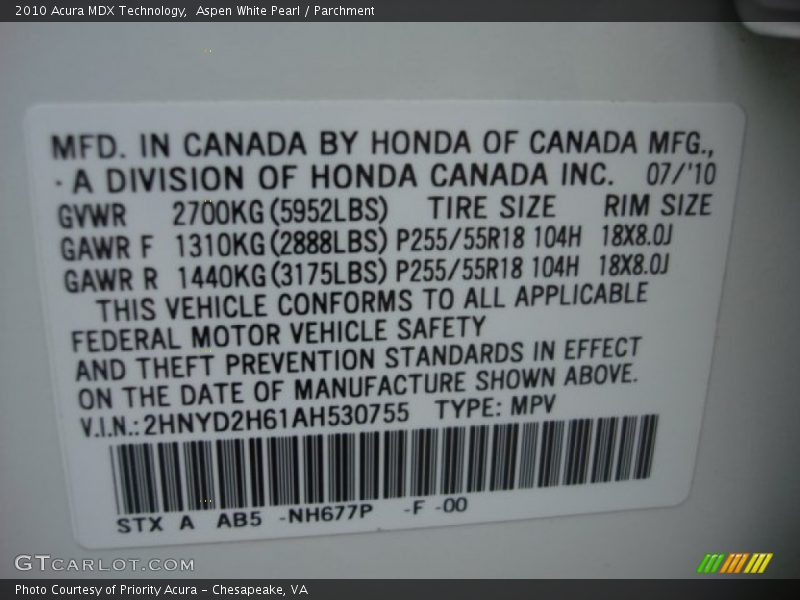 2010 Acura MDX Technology,  Aspen White Pearl / Parchment
MFD. IN CANADA BY HONDA OF CANADA MFG.,
A DIVISION OF HONDA CANADA INC. 07/'10
GVWR 2700KG (5952LBS) TIRE SIZE RIM SIZE
GAWR F 1310KG (2888LBS) P255/55R18 104H 18X8.0J
GAWR R 1440KG (3175LBS) P255/55R18 104H 18X8.0J
THIS VEHICLE CONFORMS TO ALL APPLICABLE
FEDERAL MOTOR VEHICLE SAFETY
AND THEFT PREVENTION STANDARDS IN EFFECT
ON THE DATE OF MANUFACTURE SHOWN ABOVE.
V.I.N.: 2HNYD2H61AH530755 TYPE: MPV
STX A AB5 -NH677P -F -00
GTCARLOT.COM
Photo Courtesy of Priority Acura – Chesapeake, VA